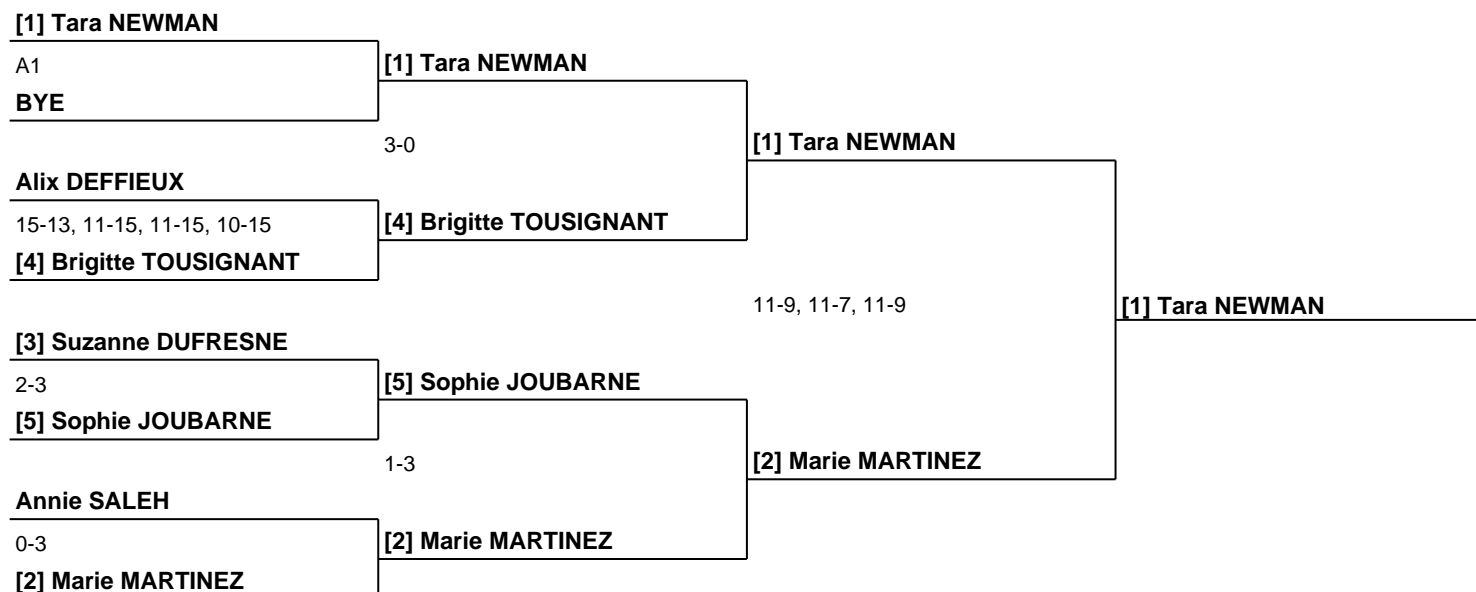 [1] Tara NEWMAN
A1
BYE
[1] Tara NEWMAN
3-0
[1] Tara NEWMAN
Alix DEFFIEUX
15-13, 11-15, 11-15, 10-15
[4] Brigitte TOUSIGNANT
[4] Brigitte TOUSIGNANT
11-9, 11-7, 11-9
[1] Tara NEWMAN
[3] Suzanne DUFRESNE
2-3
[5] Sophie JOUBARNE
[5] Sophie JOUBARNE
1-3
[2] Marie MARTINEZ
Annie SALEH
0-3
[2] Marie MARTINEZ
[2] Marie MARTINEZ